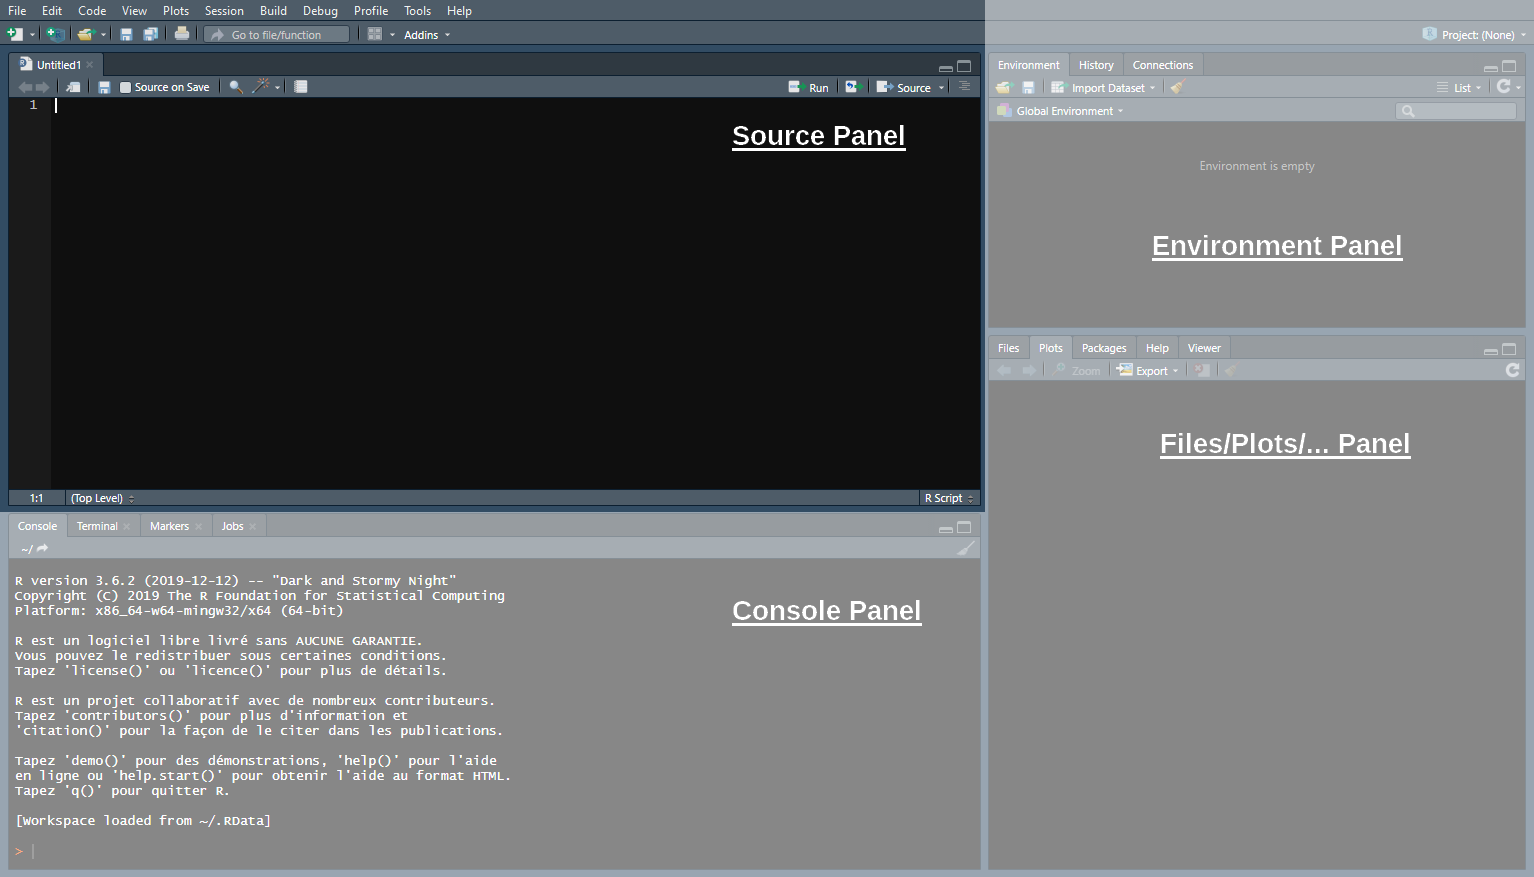 File Edit Code View Plots Session Build Debug Profile Tools Help
Go to file/function Addins Project: (None)
Untitled1
Source on Save Run Source
1
Source Panel
1:1 (Top Level) R Script
Environment History Connections
Import Dataset List
Global Environment
Environment is empty
Environment Panel
Files Plots Packages Help Viewer
Zoom Export
Files/Plots/... Panel
Console Terminal Markers Jobs
~/
Console Panel
R version 3.6.2 (2019-12-12) -- "Dark and Stormy Night"
Copyright (C) 2019 The R Foundation for Statistical Computing
Platform: x86_64-w64-mingw32/x64 (64-bit)
R est un logiciel libre livré sans AUCUNE GARANTIE.
Vous pouvez le redistribuer sous certaines conditions.
Tapez 'license()' ou 'licence()' pour plus de détails.
R est un projet collaboratif avec de nombreux contributeurs.
Tapez 'contributors()' pour plus d'information et
'citation()' pour la façon de le citer dans les publications.
Tapez 'demo()' pour des démonstrations, 'help()' pour l'aide
en ligne ou 'help.start()' pour obtenir l'aide au format HTML.
Tapez 'q()' pour quitter R.
[Workspace loaded from ~/.RData]
>